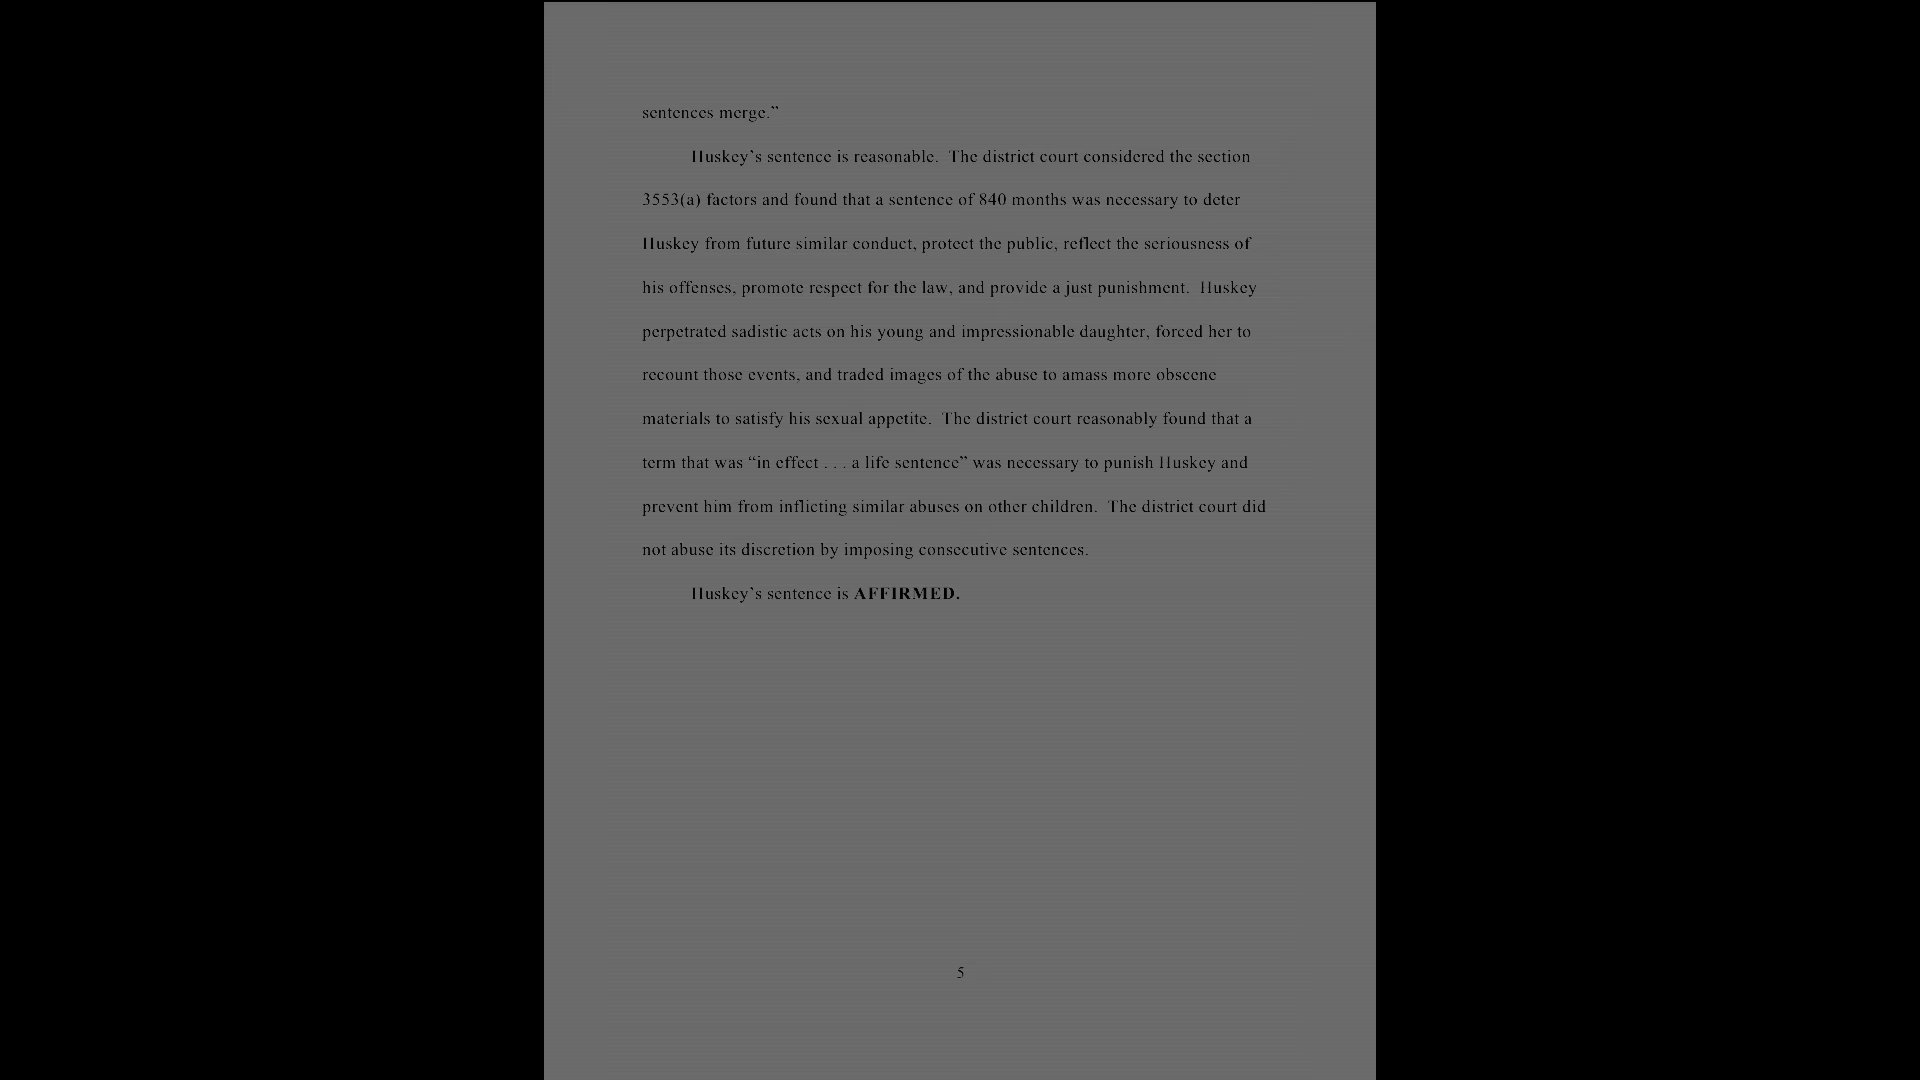 sentences merge.”
Huskey’s sentence is reasonable.  The district court considered the section
3553(a) factors and found that a sentence of 840 months was necessary to deter
Huskey from future similar conduct, protect the public, reflect the seriousness of
his offenses, promote respect for the law, and provide a just punishment.  Huskey
perpetrated sadistic acts on his young and impressionable daughter, forced her to
recount those events, and traded images of the abuse to amass more obscene
materials to satisfy his sexual appetite.  The district court reasonably found that a
term that was “in effect . . . a life sentence” was necessary to punish Huskey and
prevent him from inflicting similar abuses on other children.  The district court did
not abuse its discretion by imposing consecutive sentences.
Huskey’s sentence is AFFIRMED.
5